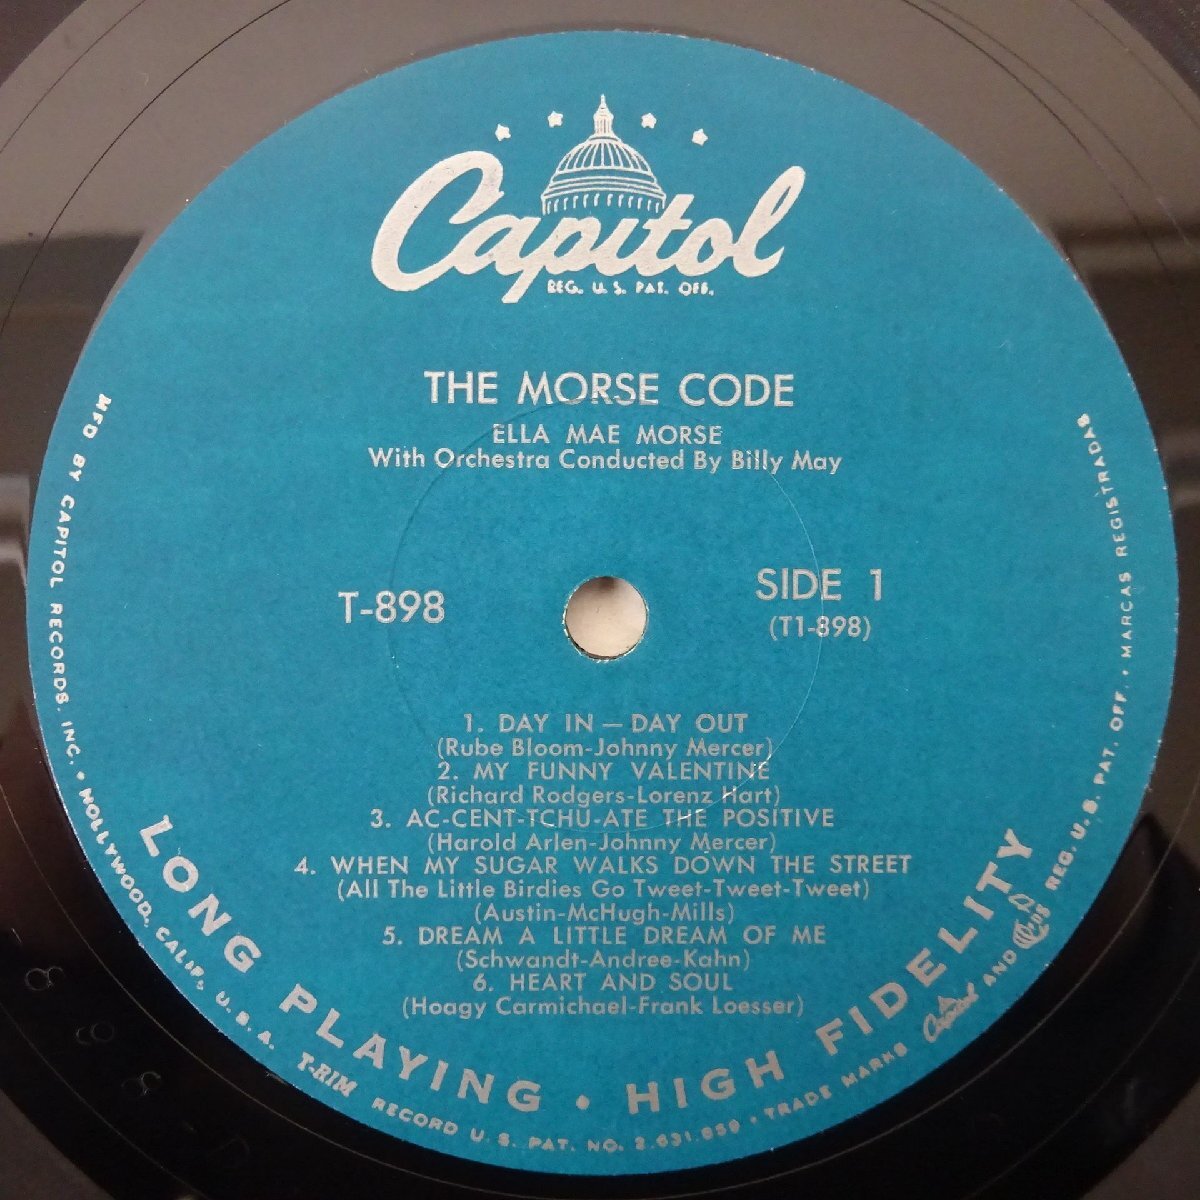 Capitol
REG. U. S. PAT. OFF.
THE MORSE CODE
ELLA MAE MORSE
With Orchestra Conducted By Billy May
T-898
SIDE 1
(T1-898)
1. DAY IN — DAY OUT
(Rube Bloom-Johnny Mercer)
2. MY FUNNY VALENTINE
(Richard Rodgers-Lorenz Hart)
3. AC-CENT-TCHU-ATE THE POSITIVE
(Harold Arlen-Johnny Mercer)
4. WHEN MY SUGAR WALKS DOWN THE STREET
(All The Little Birdies Go Tweet-Tweet-Tweet)
(Austin-McHugh-Mills)
5. DREAM A LITTLE DREAM OF ME
(Schwandt-Andree-Kahn)
6. HEART AND SOUL
(Hoagy Carmichael-Frank Loesser)
LONG PLAYING • HIGH FIDELITY
MFD BY CAPITOL RECORDS, INC. • HOLLYWOOD, CALIF., U. S. A. T-RIM RECORD U. S. PAT. NO. 2,631,859 • TRADE MARKS Capitol AND REG. U. S. PAT. OFF. • MARCAS REGISTRADAS